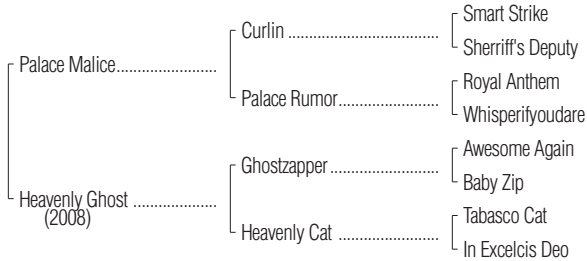 Smart Strike
Curlin
Sherriff's Deputy
Palace Malice
Royal Anthem
Palace Rumor
Whisperifyoudare
Awesome Again
Ghostzapper
Baby Zip
Heavenly Ghost
(2008)
Tabasco Cat
Heavenly Cat
In Excelcis Deo